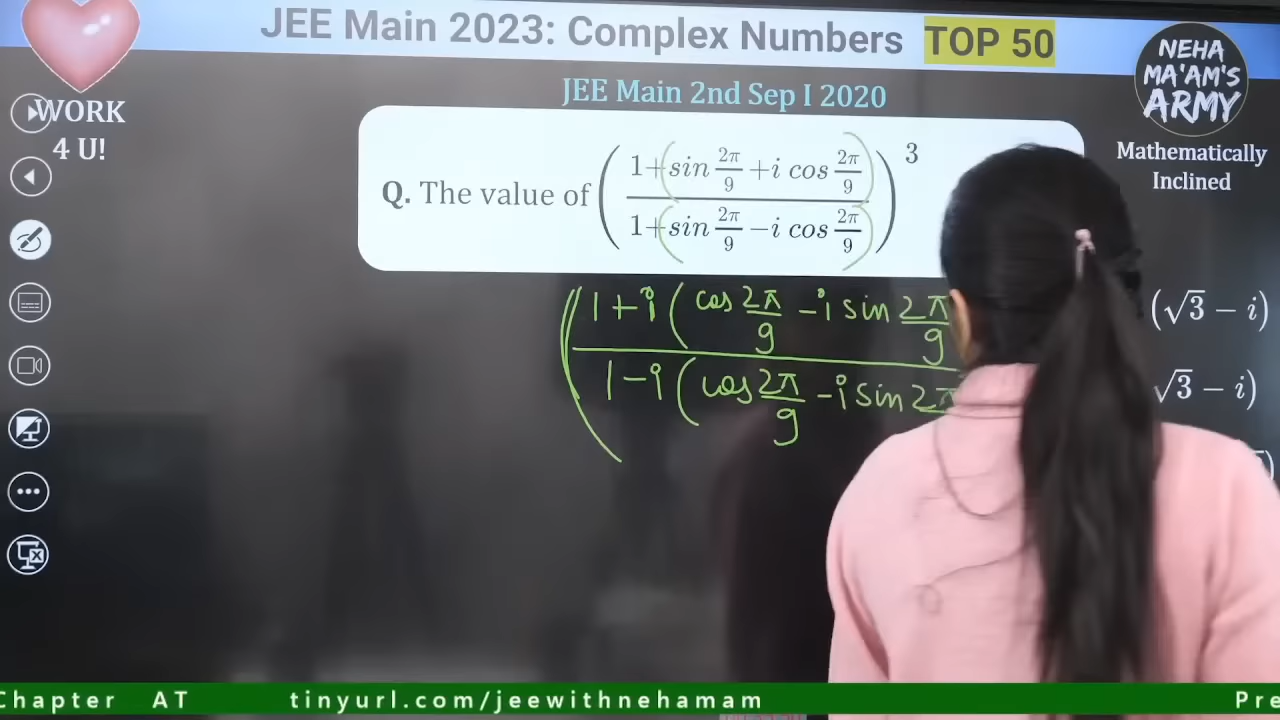 JEE Main 2023: Complex Numbers TOP 50
NEHA
MA'AM'S
ARMY
Mathematically
Inclined
WORK
4 U!
JEE Main 2nd Sep I 2020
Q. The value of ( (1+sin 2π/9 +i cos 2π/9) / (1+sin 2π/9 −i cos 2π/9) )^3
1+i(cos 2π/9 −i sin 2π/9
1−i(cos 2π/9 −i sin 2π
(√3 − i)
√3 − i)
Chapter AT tinyurl.com/jeewithnehamam